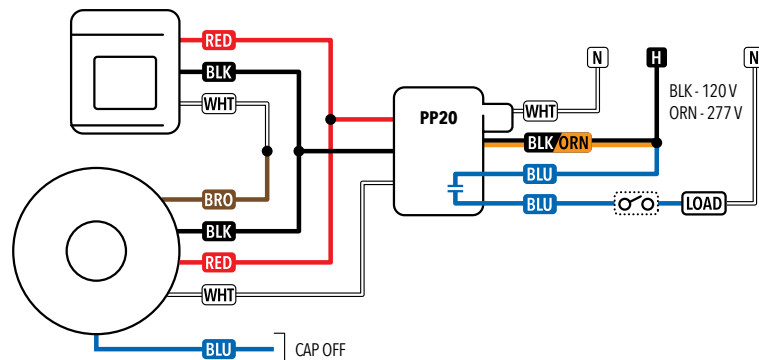 RED
BLK
WHT
BRO
BLK
RED
WHT
BLU
CAP OFF
PP20
WHT
N
H
N
BLK - 120 V
ORN - 277 V
BLK/ORN
BLU
BLU
LOAD